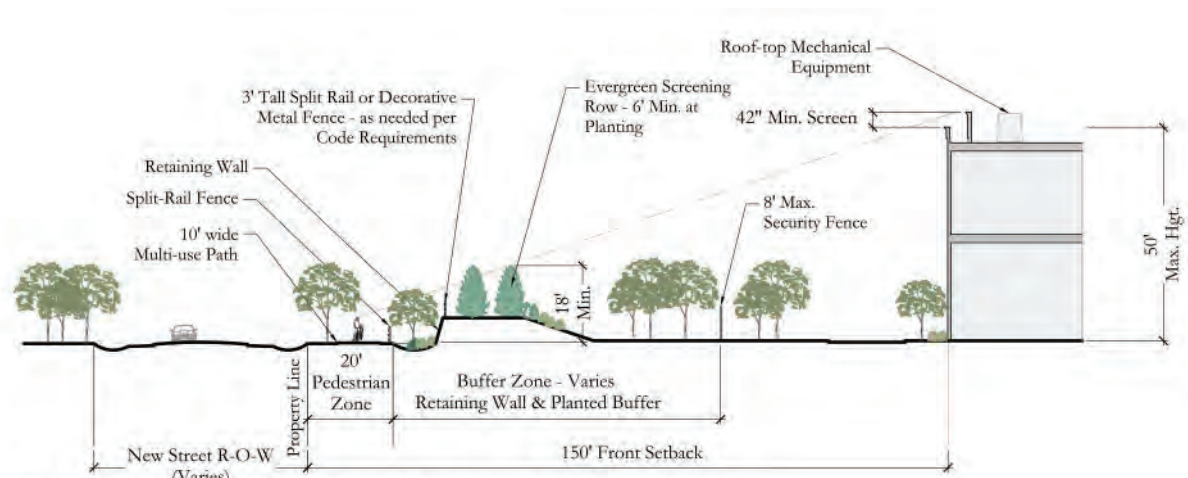 Roof-top Mechanical
Equipment
3' Tall Split Rail or Decorative
Metal Fence - as needed per
Code Requirements
Evergreen Screening
Row - 6' Min. at
Planting
42" Min. Screen
Retaining Wall
Split-Rail Fence
10' wide
Multi-use Path
8' Max.
Security Fence
50'
Max. Hgt.
18'
Min.
Property Line
20'
Pedestrian
Zone
Buffer Zone - Varies
Retaining Wall & Planted Buffer
New Street R-O-W
(Varies)
150' Front Setback